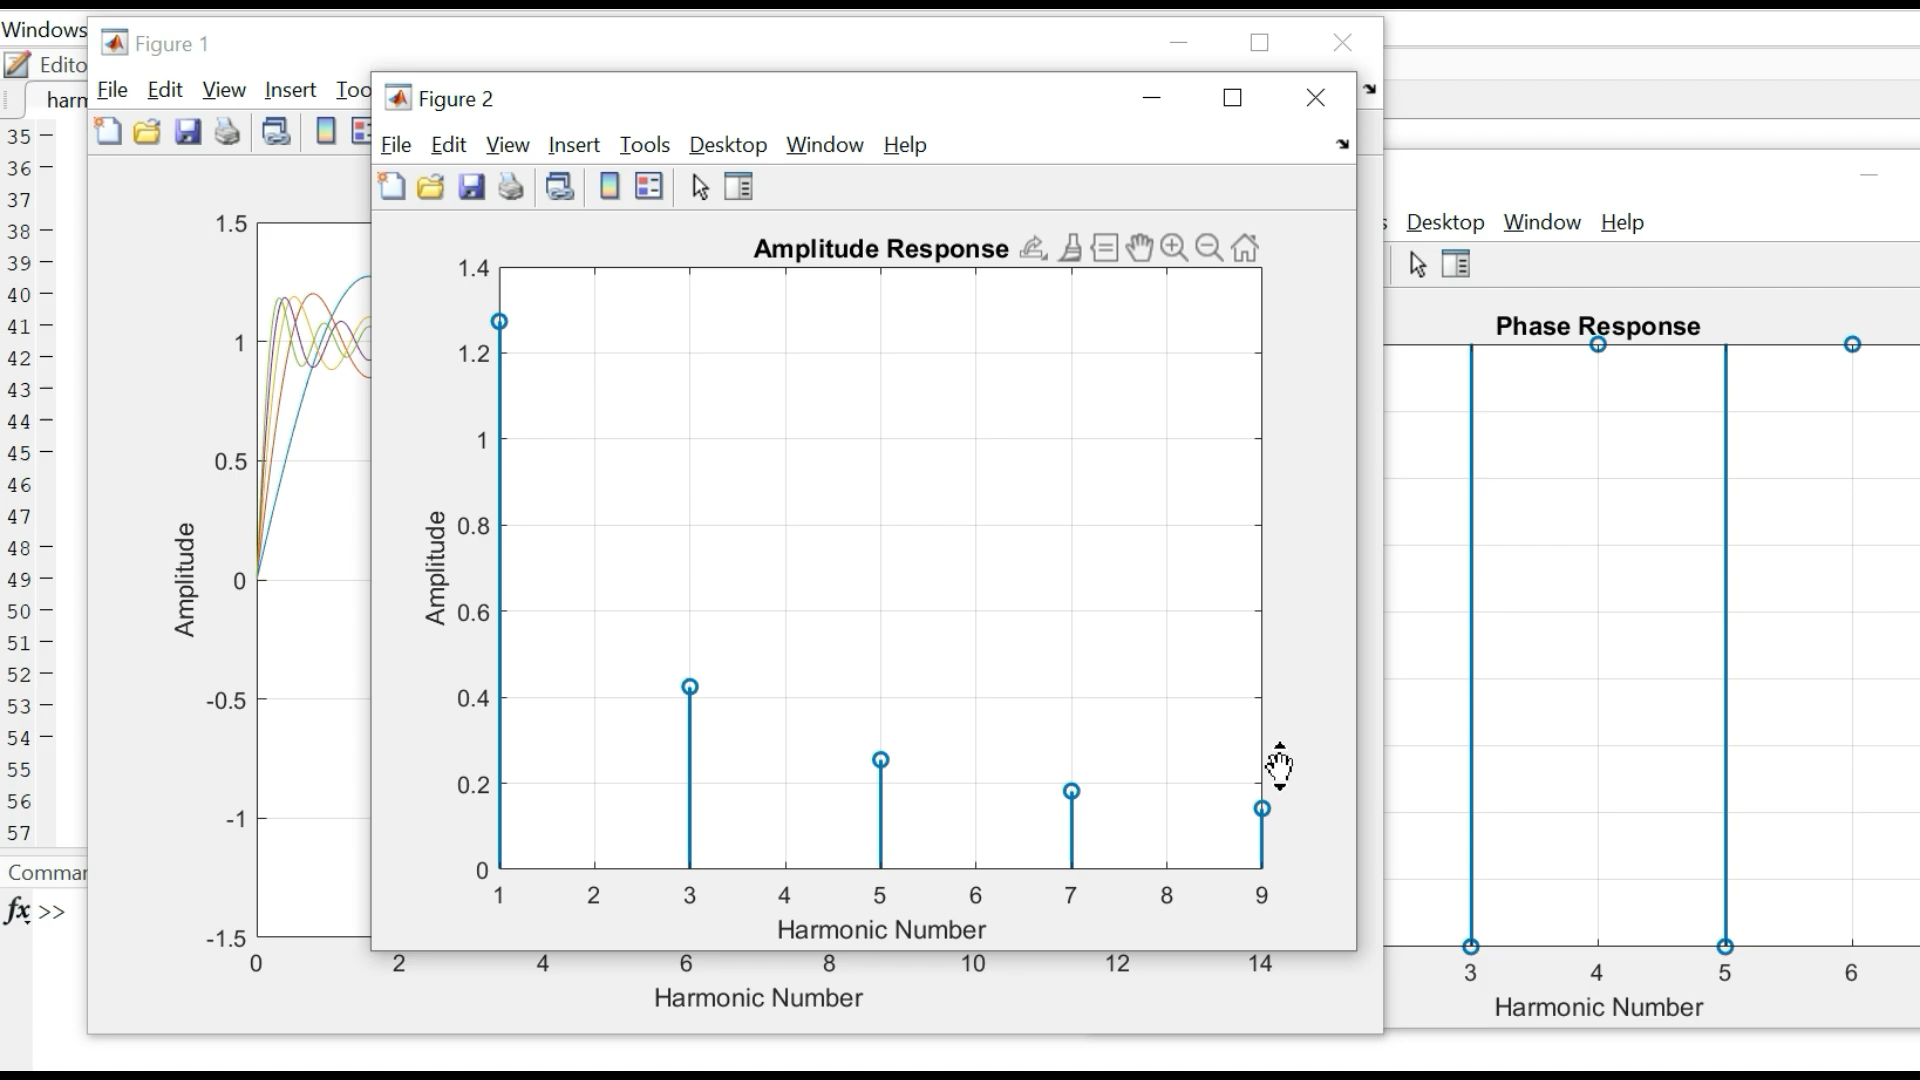 Windows
Edito
harm
35
36
37
38
39
40
41
42
43
44
45
46
47
48
49
50
51
52
53
54
55
56
57
Comman
fx >>
Figure 1
File Edit View Insert Too
1.5
1
0.5
0
-0.5
-1
-1.5
Amplitude
0 2 4 6 8 10 12 14
Harmonic Number
Figure 2
File Edit View Insert Tools Desktop Window Help
Amplitude Response
1.4
1.2
1
0.8
0.6
0.4
0.2
0
Amplitude
1 2 3 4 5 6 7 8 9
Harmonic Number
s Desktop Window Help
Phase Response
3 4 5 6
Harmonic Number